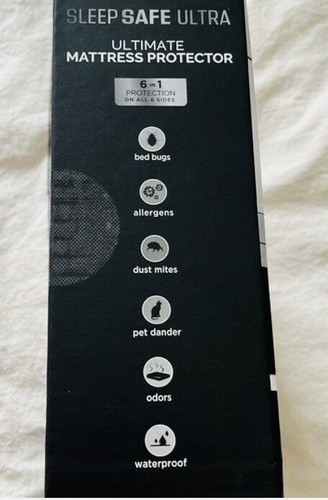 SLEEP SAFE ULTRA
ULTIMATE
MATTRESS PROTECTOR
6 IN 1
PROTECTION
ON ALL 6 SIDES
bed bugs
allergens
dust mites
pet dander
odors
waterproof